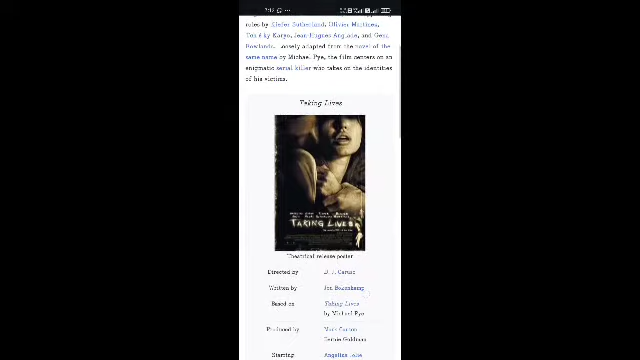 roles by Kiefer Sutherland, Olivier Martinez,
Tchéky Karyo, Jean-Hugues Anglade, and Gena
Rowlands. Loosely adapted from the novel of the
same name by Michael Pye, the film centers on an
enigmatic serial killer who takes on the identities
of his victims.
Taking Lives
TAKING LIVES
Theatrical release poster
Directed by D. J. Caruso
Written by Jon Bokenkamp
Based on Taking Lives
by Michael Pye
Produced by Mark Canton
Bernie Goldmann
Starring Angelina Jolie